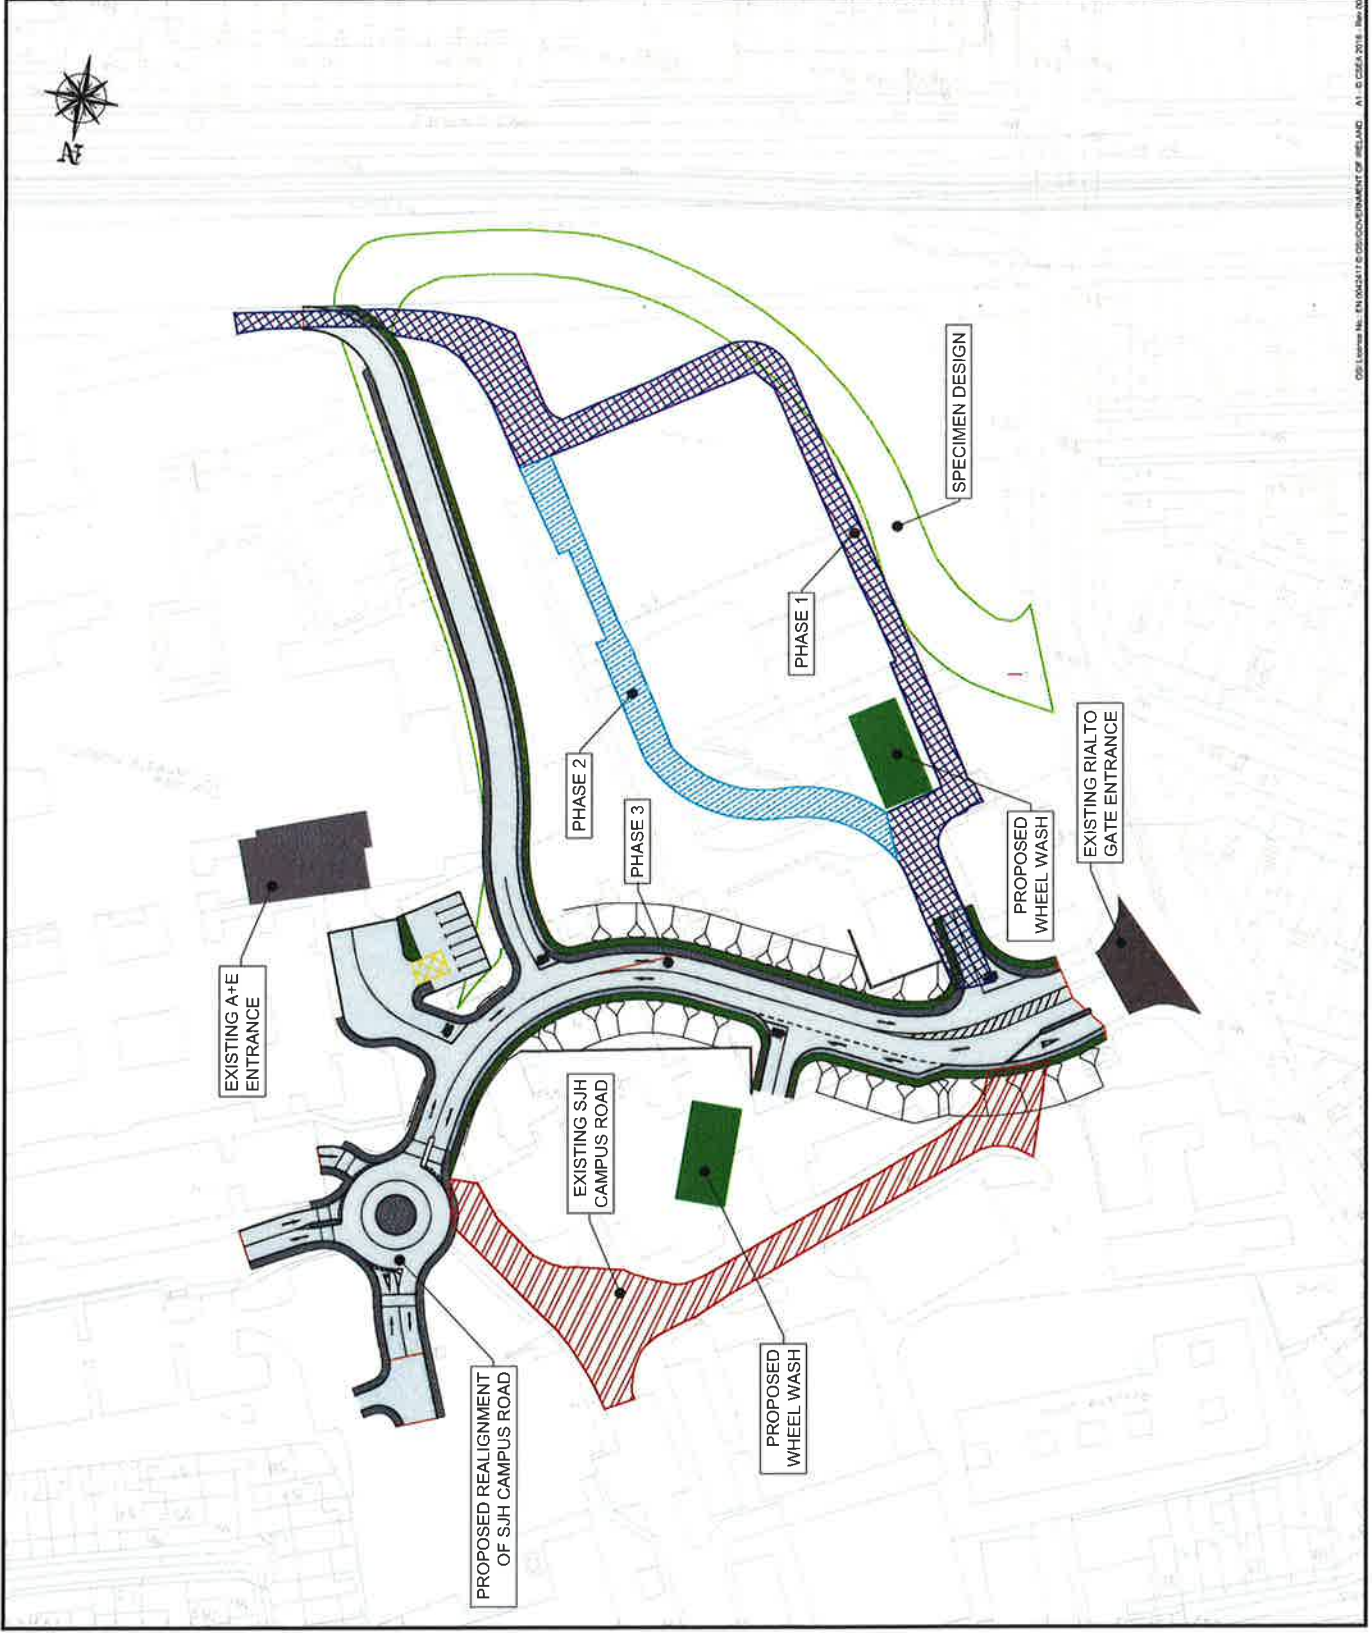 N
EXISTING A+E
ENTRANCE
SPECIMEN DESIGN
PHASE 1
PHASE 2
PHASE 3
EXISTING RIALTO
GATE ENTRANCE
PROPOSED
WHEEL WASH
EXISTING SJH
CAMPUS ROAD
PROPOSED REALIGNMENT
OF SJH CAMPUS ROAD
PROPOSED
WHEEL WASH